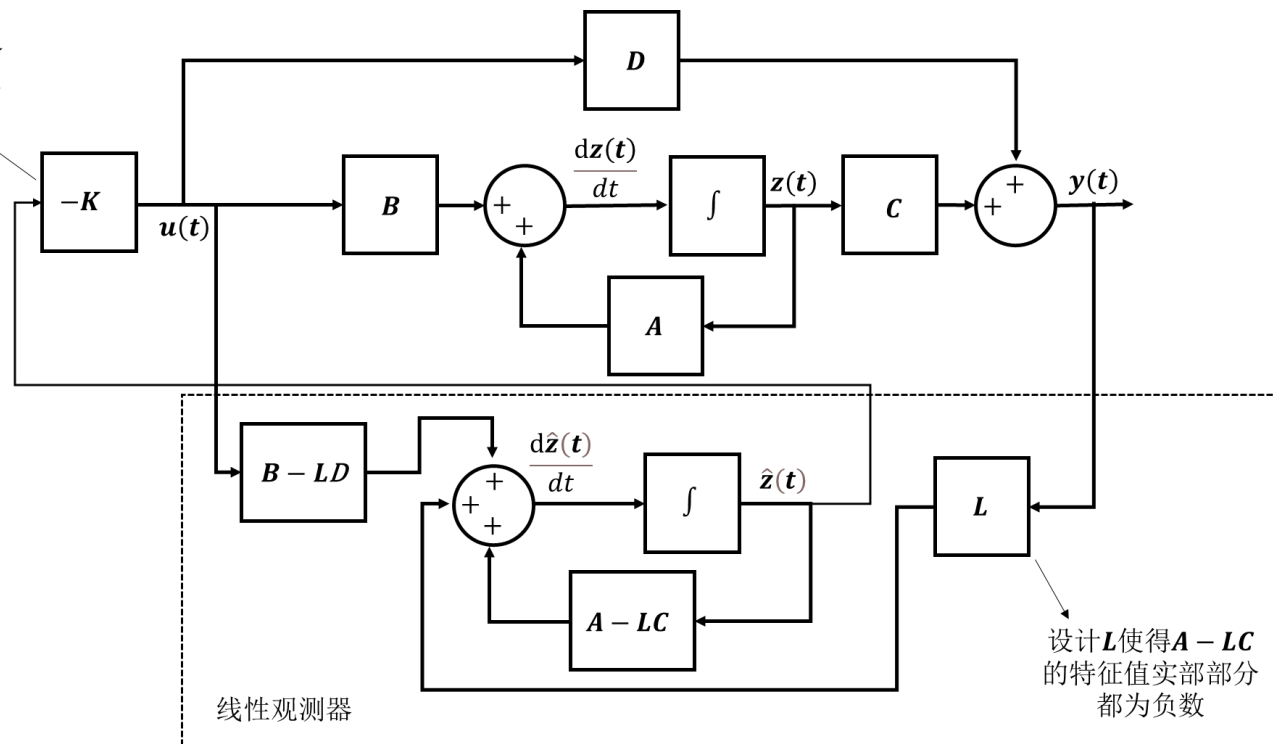 D
dz(t)
dt
-K
u(t)
B
+
+
∫
z(t)
C
+
+
y(t)
A
B − LD
dẑ(t)
dt
+
+
+
∫
ẑ(t)
L
A − LC
设计L使得A − LC
的特征值实部部分
都为负数
线性观测器